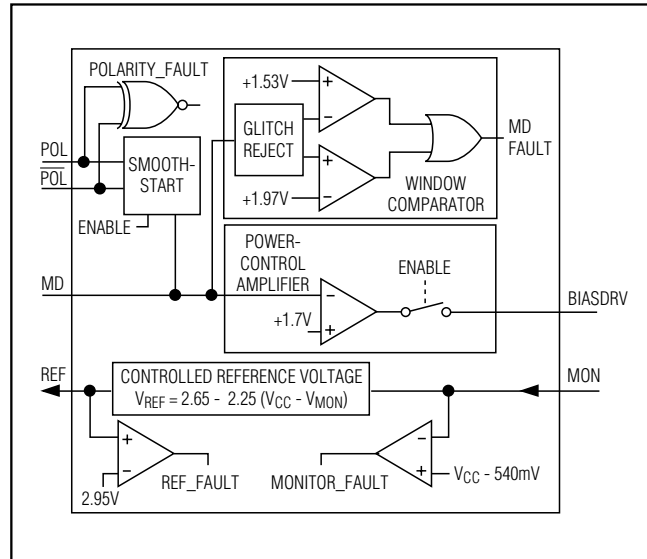 POLARITY_FAULT
+1.53V
+
−
GLITCH
REJECT
+
−
+1.97V
MD
FAULT
WINDOW
COMPARATOR
POL
POL
SMOOTH-
START
ENABLE
MD
POWER-
CONTROL
AMPLIFIER
ENABLE
−
+1.7V
+
BIASDRV
REF
CONTROLLED REFERENCE VOLTAGE
VREF = 2.65 - 2.25 (VCC - VMON)
MON
+
−
2.95V
REF_FAULT
MONITOR_FAULT
−
+
VCC - 540mV